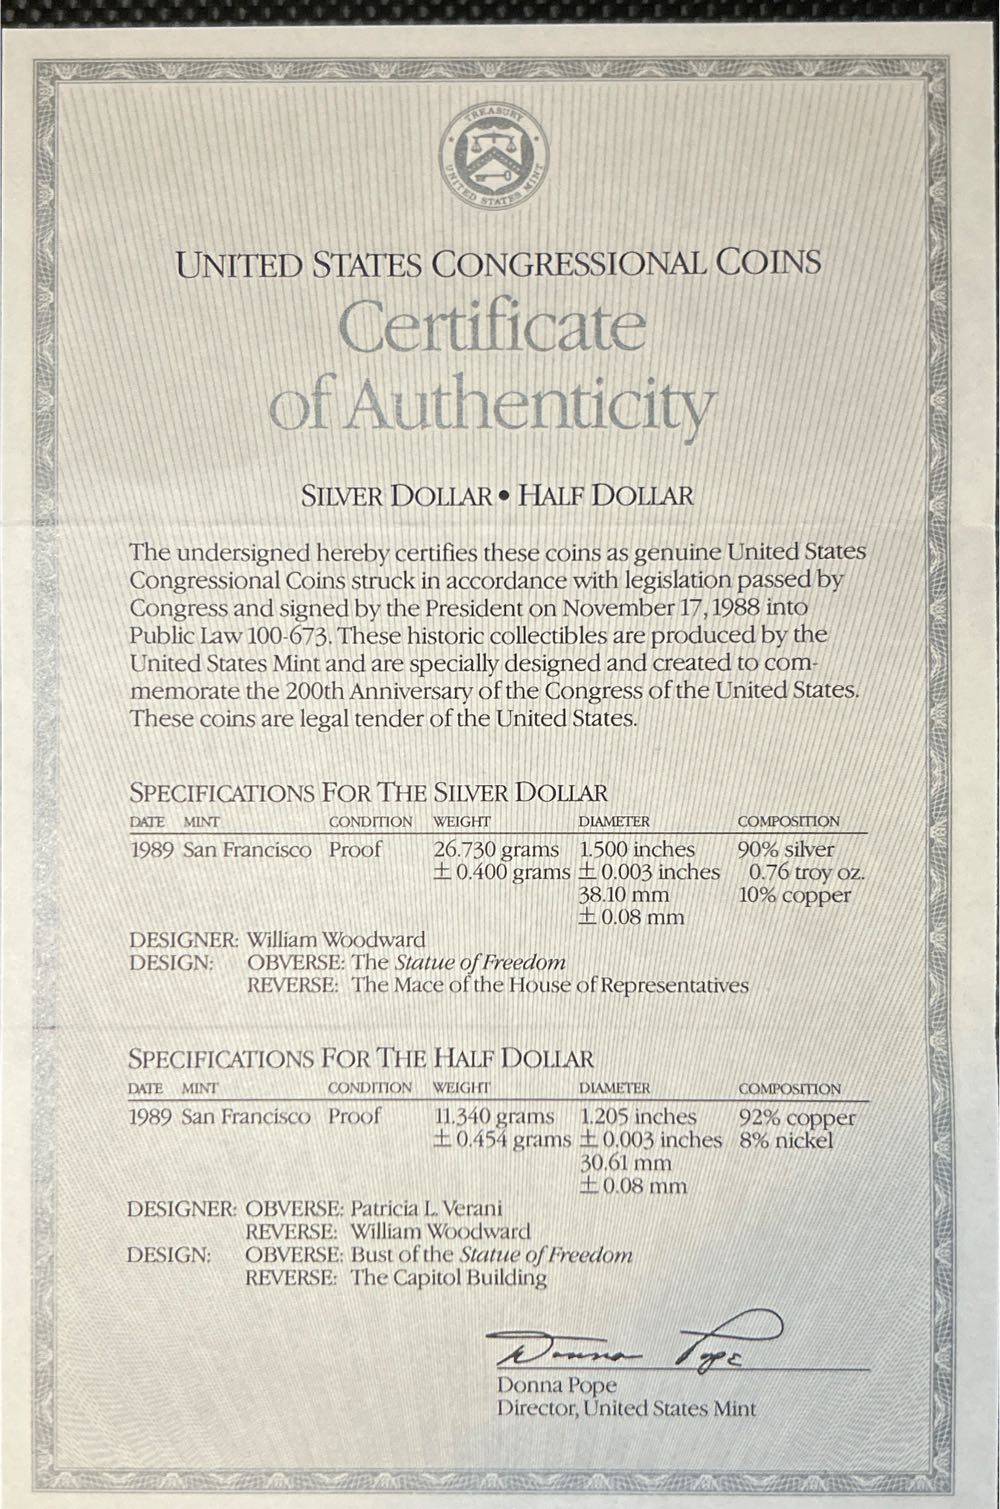 TREASURY
UNITED STATES MINT
UNITED STATES CONGRESSIONAL COINS
Certificate
of Authenticity
SILVER DOLLAR • HALF DOLLAR
The undersigned hereby certifies these coins as genuine United States
Congressional Coins struck in accordance with legislation passed by
Congress and signed by the President on November 17, 1988 into
Public Law 100-673. These historic collectibles are produced by the
United States Mint and are specially designed and created to com-
memorate the 200th Anniversary of the Congress of the United States.
These coins are legal tender of the United States.
SPECIFICATIONS FOR THE SILVER DOLLAR
DATE MINT CONDITION WEIGHT DIAMETER COMPOSITION
1989 San Francisco Proof 26.730 grams 1.500 inches 90% silver
± 0.400 grams ± 0.003 inches 0.76 troy oz.
38.10 mm 10% copper
± 0.08 mm
DESIGNER: William Woodward
DESIGN: OBVERSE: The Statue of Freedom
REVERSE: The Mace of the House of Representatives
SPECIFICATIONS FOR THE HALF DOLLAR
DATE MINT CONDITION WEIGHT DIAMETER COMPOSITION
1989 San Francisco Proof 11.340 grams 1.205 inches 92% copper
± 0.454 grams ± 0.003 inches 8% nickel
30.61 mm
± 0.08 mm
DESIGNER: OBVERSE: Patricia L. Verani
REVERSE: William Woodward
DESIGN: OBVERSE: Bust of the Statue of Freedom
REVERSE: The Capitol Building
Donna Pope
Donna Pope
Director, United States Mint